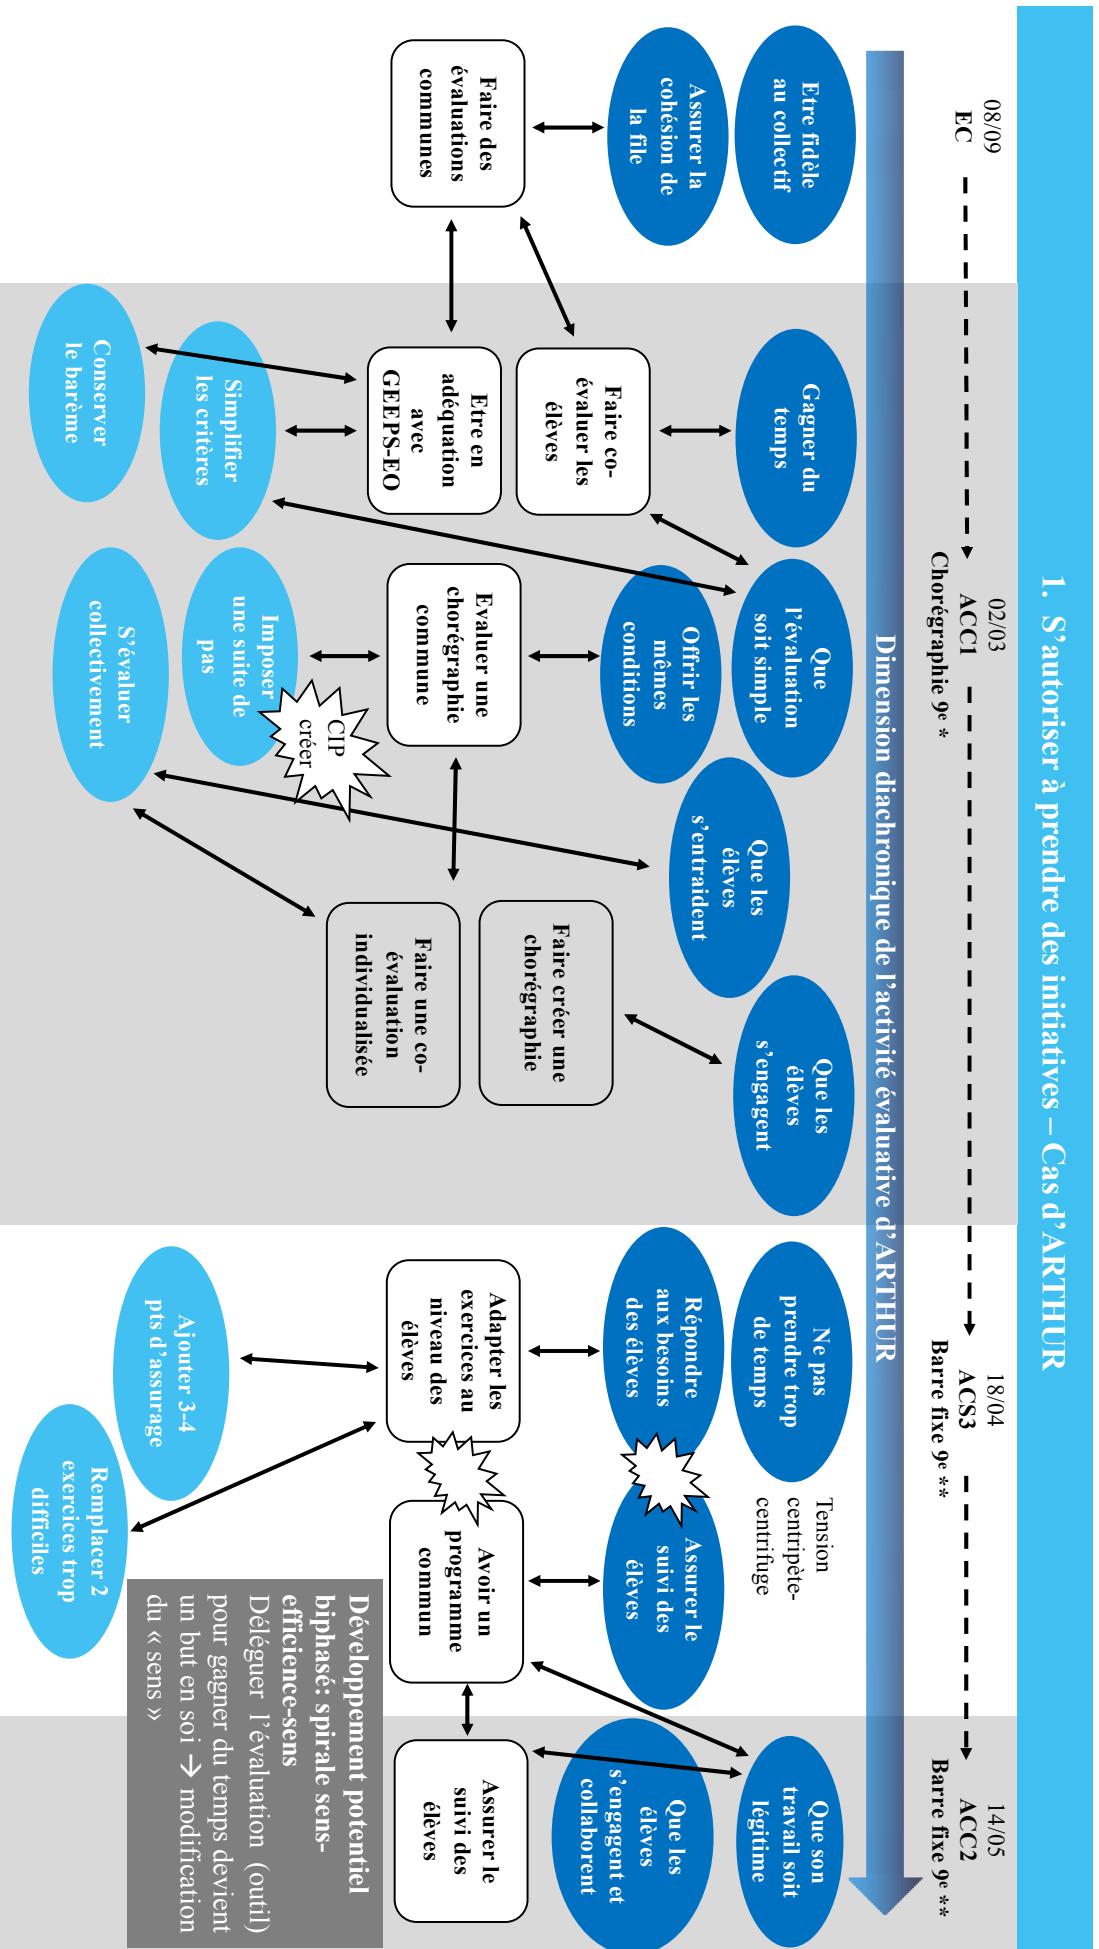 1. S'autoriser à prendre des initiatives – Cas d'ARTHUR
08/09
EC
02/03
ACC1
Chorégraphie 9e *
18/04
ACS3
Barre fixe 9e **
14/05
ACC2
Barre fixe 9e **
Dimension diachronique de l'activité évaluative d'ARTHUR
Etre fidèle
au collectif
Assurer la
cohésion de
la file
Faire des
évaluations
communes
Gagner du
temps
Faire co-
évaluer les
élèves
Etre en
adéquation
avec
GEEPS-EO
Simplifier
les critères
Conserver
le barème
Que
l'évaluation
soit simple
Offrir les
mêmes
conditions
Evaluer une
chorégraphie
commune
Imposer
une suite de
pas
CIP
créer
S'évaluer
collectivement
Que les
élèves
s'entraident
Que les
élèves
s'engagent
Faire créer une
chorégraphie
Faire une co-
évaluation
individualisée
Ne pas
prendre trop
de temps
Répondre
aux besoins
des élèves
Adapter les
exercices au
niveau des
élèves
Ajouter 3-4
pts d'assurage
Remplacer 2
exercices trop
difficiles
Tension
centripète-
centrifuge
Assurer le
suivi des
élèves
Avoir un
programme
commun
Que son
travail soit
légitime
Que les
élèves
s'engagent et
collaborent
Assurer le
suivi des
élèves
Développement potentiel
biphasé: spirale sens-
efficience-sens
Déléguer l'évaluation (outil)
pour gagner du temps devient
un but en soi → modification
du « sens »